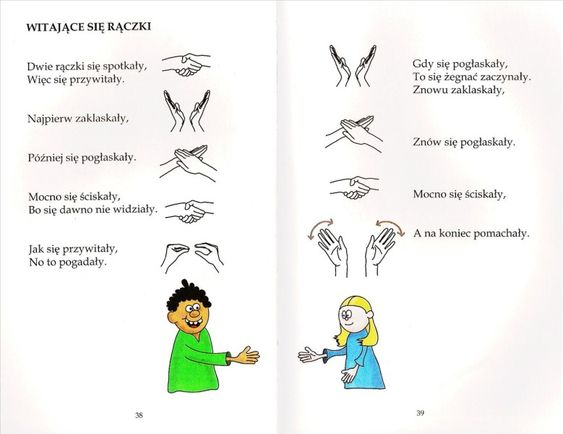 WITAJĄCE SIĘ RĄCZKI
Dwie rączki się spotkały,
Więc się przywitały.
Najpierw zaklaskały,
Później się pogłaskały.
Mocno się ściskały,
Bo się dawno nie widziały.
Jak się przywitały,
No to pogadały.
38
Gdy się pogłaskały,
To się żegnać zaczynały.
Znowu zaklaskały,
Znów się pogłaskały.
Mocno się ściskały,
A na koniec pomachały.
39